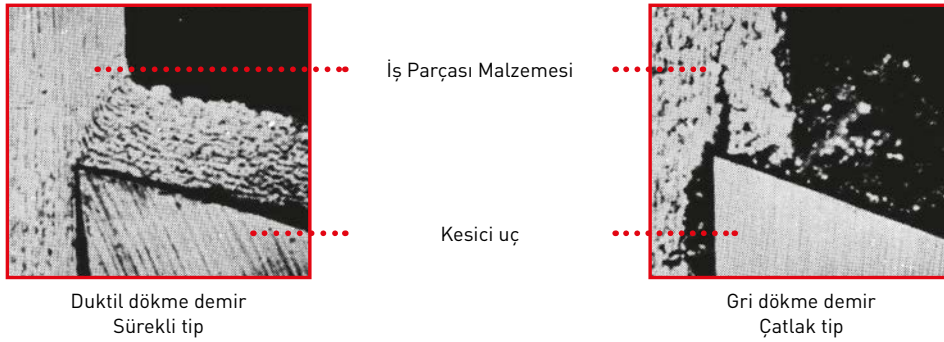 İş Parçası Malzemesi
Kesici uç
Duktil dökme demir
Sürekli tip
Gri dökme demir
Çatlak tip